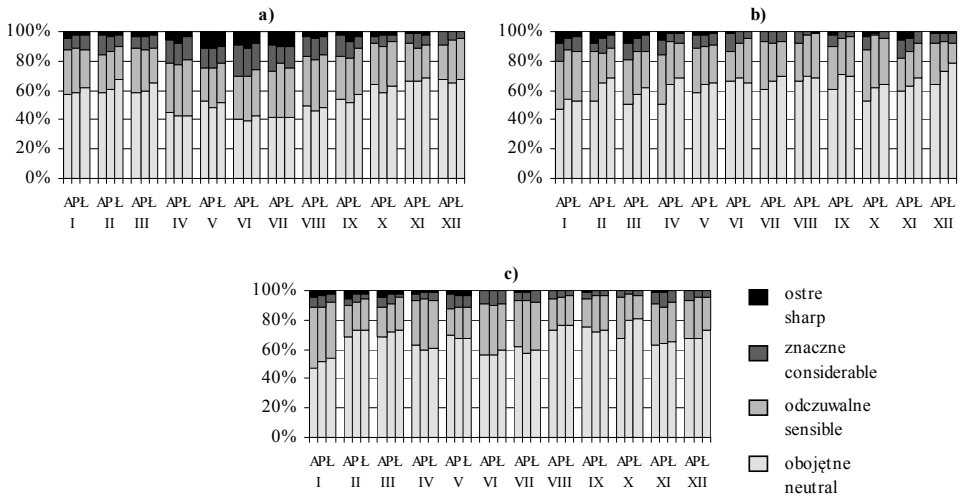 a)
100%
80%
60%
40%
20%
0%
APŁ APŁ APŁ APŁ APŁ APŁ APŁ APŁ APŁ APŁ APŁ APŁ
I II III IV V VI VII VIII IX X XI XII
b)
100%
80%
60%
40%
20%
0%
APŁ APŁ APŁ APŁ APŁ APŁ APŁ APŁ APŁ APŁ APŁ APŁ
I II III IV V VI VII VIII IX X XI XII
c)
100%
80%
60%
40%
20%
0%
APŁ APŁ APŁ APŁ APŁ APŁ APŁ APŁ APŁ APŁ APŁ APŁ
I II III IV V VI VII VIII IX X XI XII
ostre
sharp
znaczne
considerable
odczuwalne
sensible
obojętne
neutral